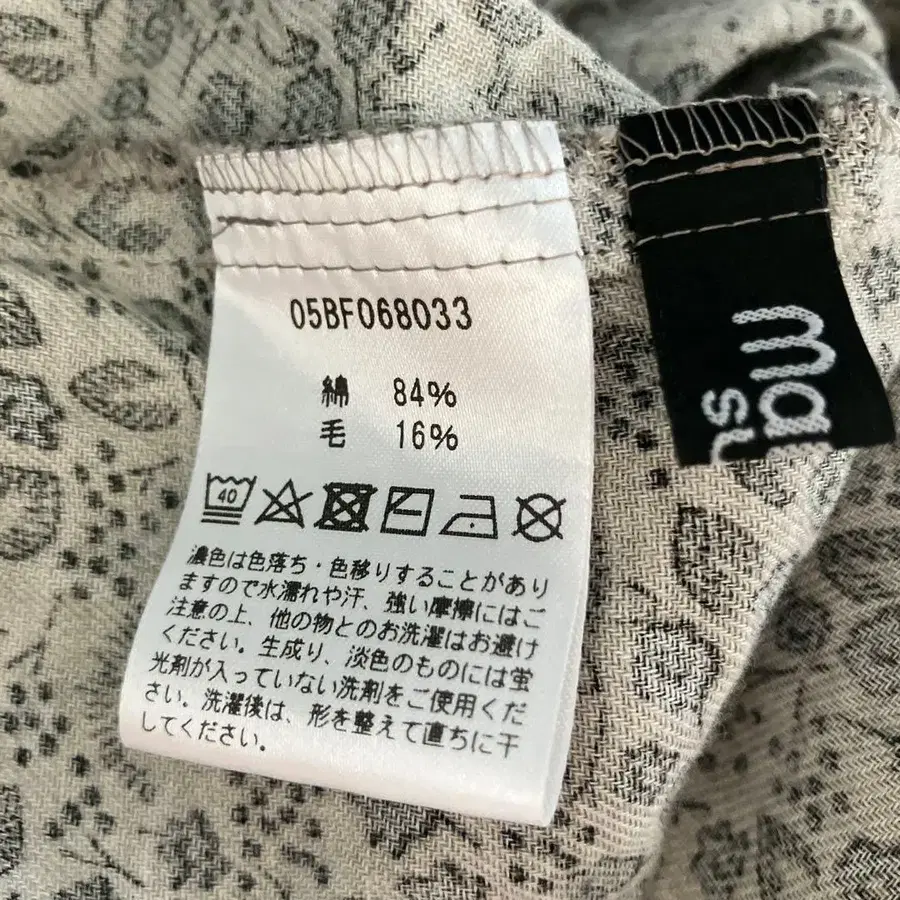 05BF068033
綿 84%
毛 16%
40
濃色は色落ち・色移りすることがあり
ますので水濡れや汗、強い摩擦にはご
注意の上、他の物とのお洗濯はお避け
ください。生成り、淡色のものには蛍
光剤が入っていない洗剤をご使用くだ
さい。洗濯後は、形を整えて直ちに干
してください。